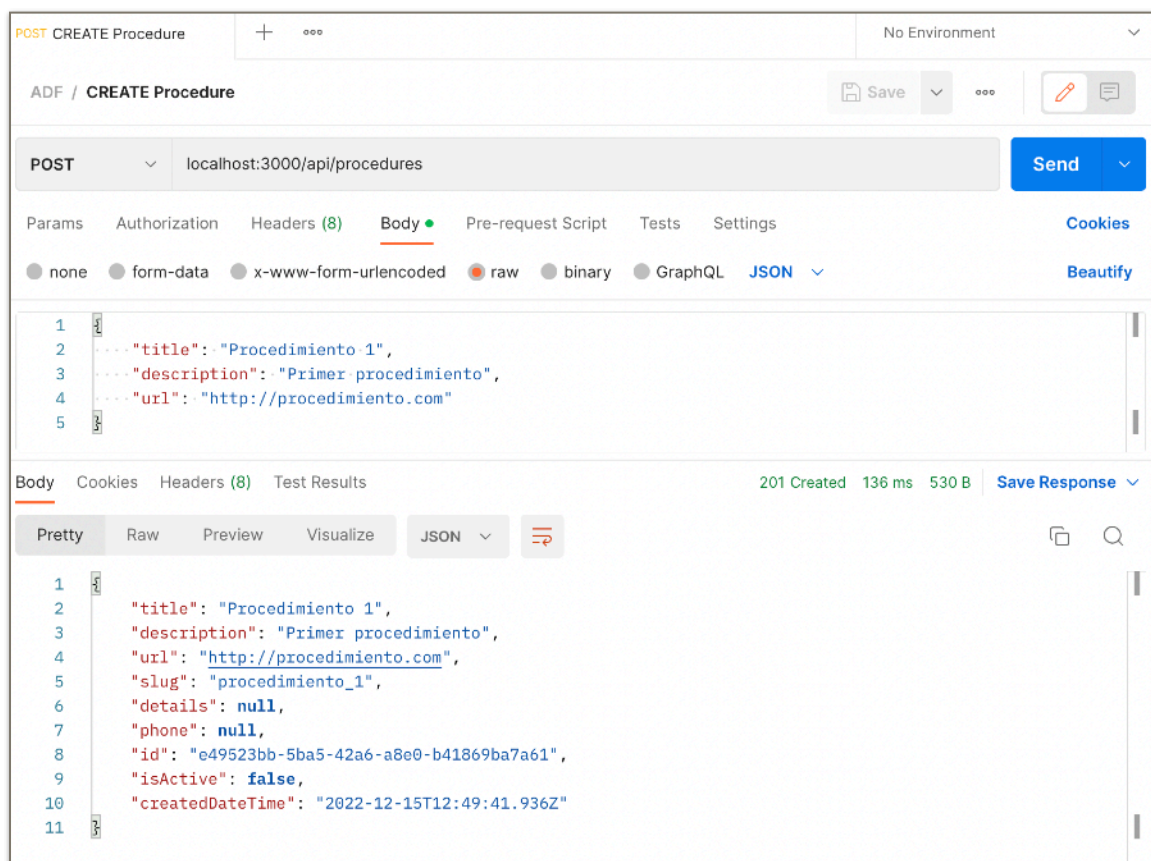 POST CREATE Procedure + ooo No Environment
ADF / CREATE Procedure Save ooo
POST localhost:3000/api/procedures Send
Params Authorization Headers (8) Body Pre-request Script Tests Settings Cookies
none form-data x-www-form-urlencoded raw binary GraphQL JSON Beautify
1 {
2 "title": "Procedimiento 1",
3 "description": "Primer procedimiento",
4 "url": "http://procedimiento.com"
5 }
Body Cookies Headers (8) Test Results 201 Created 136 ms 530 B Save Response
Pretty Raw Preview Visualize JSON
1 {
2 "title": "Procedimiento 1",
3 "description": "Primer procedimiento",
4 "url": "http://procedimiento.com",
5 "slug": "procedimiento_1",
6 "details": null,
7 "phone": null,
8 "id": "e49523bb-5ba5-42a6-a8e0-b41869ba7a61",
9 "isActive": false,
10 "createdDateTime": "2022-12-15T12:49:41.936Z"
11 }